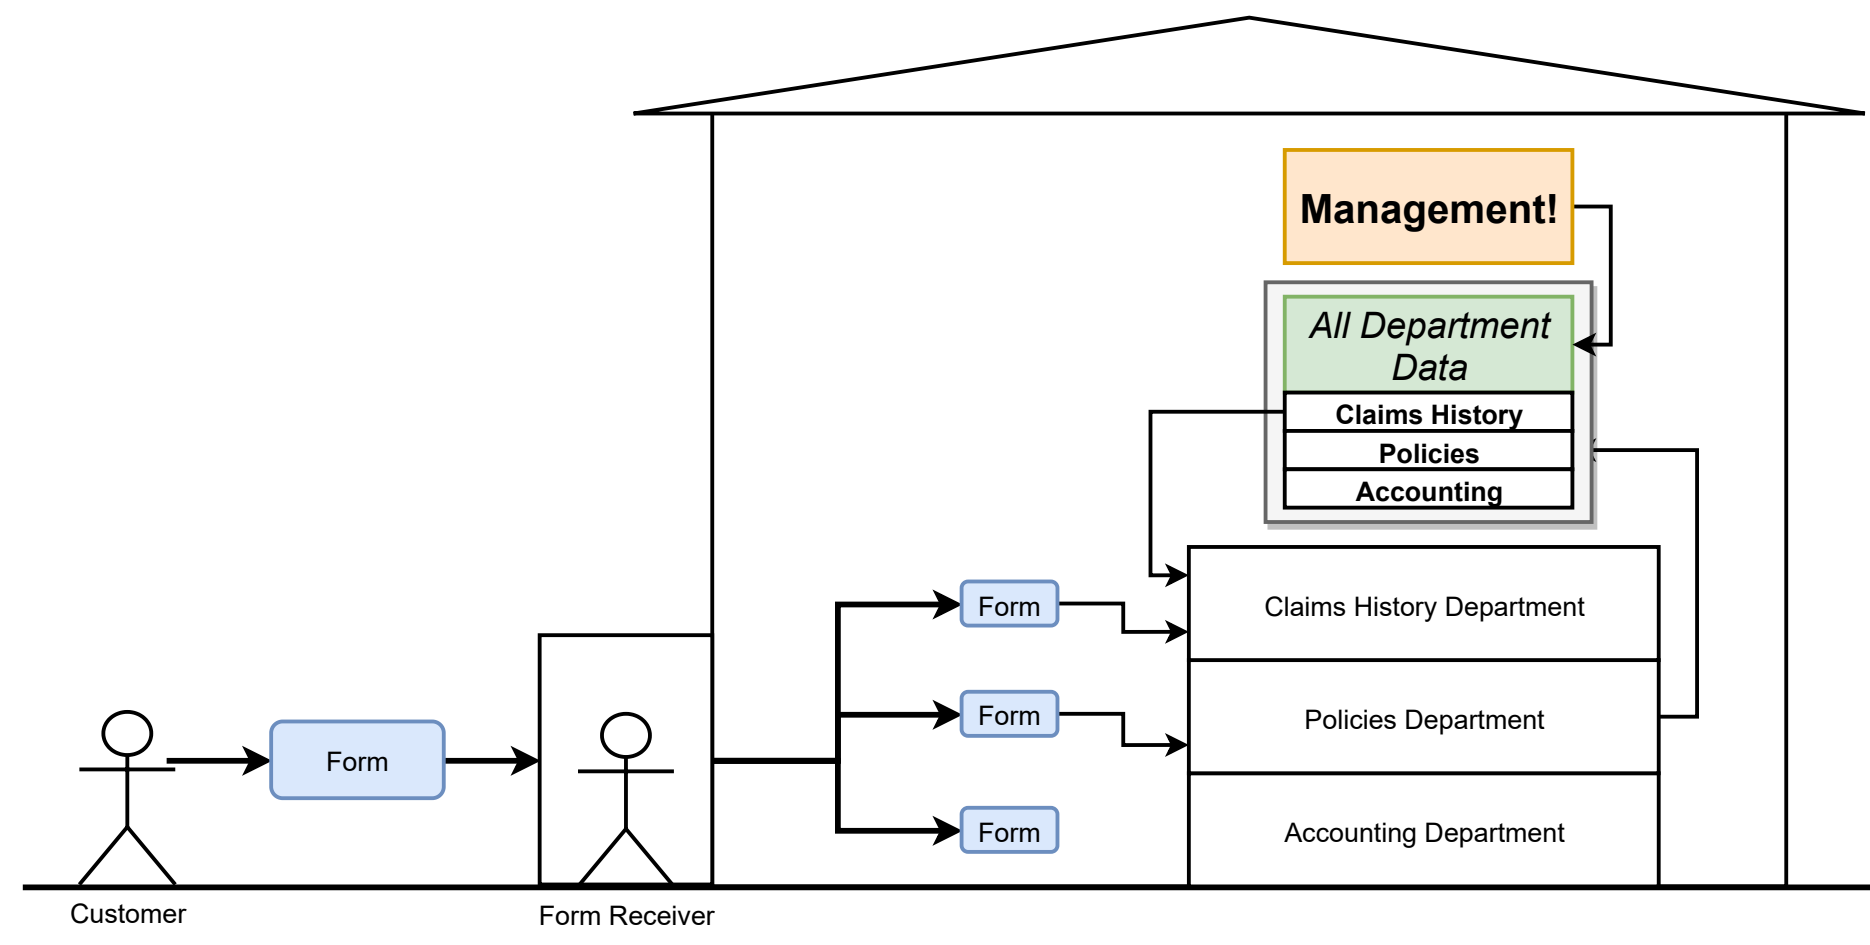 Management!
All Department
Data
Claims History
Policies
Accounting
Form
Claims History Department
Form
Policies Department
Form
Form
Accounting Department
Customer
Form Receiver